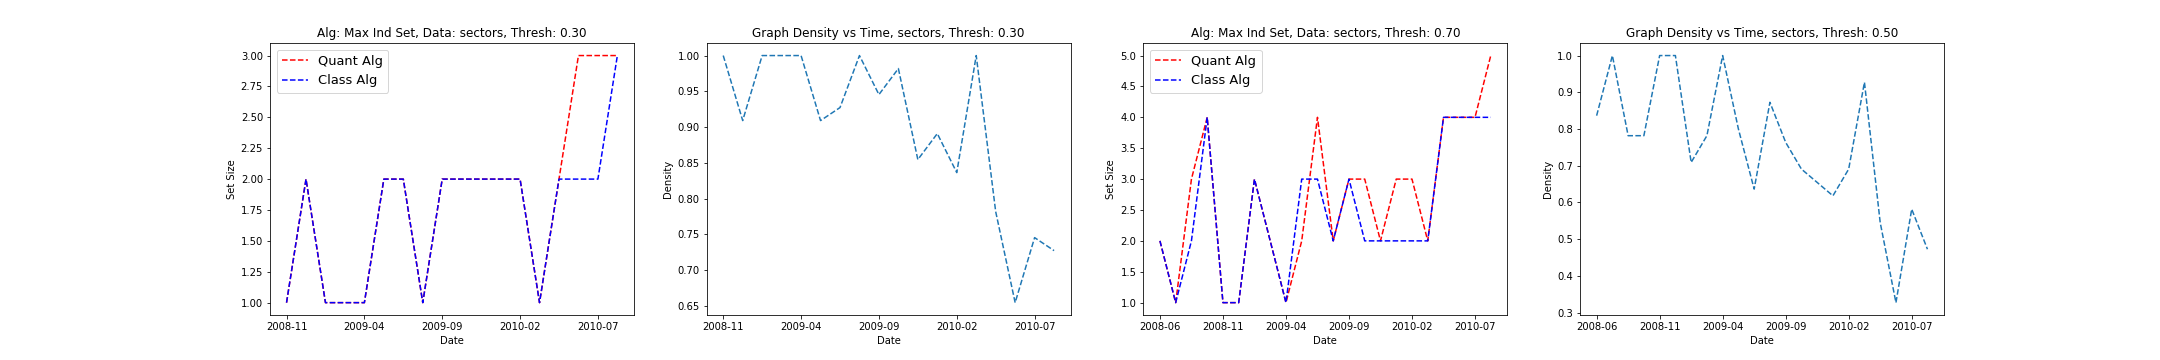 Alg: Max Ind Set, Data: sectors, Thresh: 0.30
3.00
2.75
2.50
2.25
2.00
1.75
1.50
1.25
1.00
Set Size
Quant Alg
Class Alg
2008-11 2009-04 2009-09 2010-02 2010-07
Date
Graph Density vs Time, sectors, Thresh: 0.30
1.00
0.95
0.90
0.85
0.80
0.75
0.70
0.65
Density
2008-11 2009-04 2009-09 2010-02 2010-07
Date
Alg: Max Ind Set, Data: sectors, Thresh: 0.70
5.0
4.5
4.0
3.5
3.0
2.5
2.0
1.5
1.0
Set Size
Quant Alg
Class Alg
2008-06 2008-11 2009-04 2009-09 2010-02 2010-07
Date
Graph Density vs Time, sectors, Thresh: 0.50
1.0
0.9
0.8
0.7
0.6
0.5
0.4
0.3
Density
2008-06 2008-11 2009-04 2009-09 2010-02 2010-07
Date